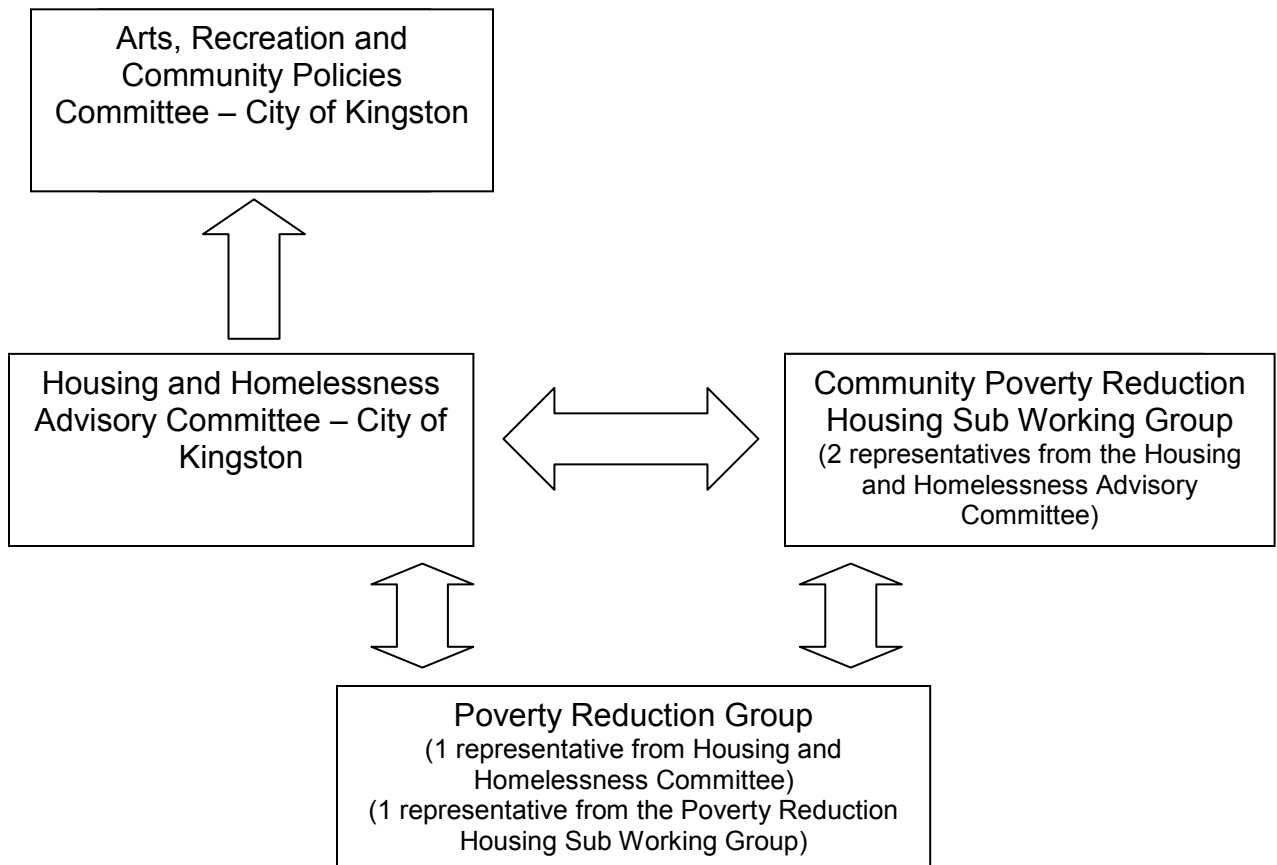 Arts, Recreation and
Community Policies
Committee – City of Kingston
Housing and Homelessness
Advisory Committee – City of
Kingston
Community Poverty Reduction
Housing Sub Working Group
(2 representatives from the Housing
and Homelessness Advisory
Committee)
Poverty Reduction Group
(1 representative from Housing and
Homelessness Committee)
(1 representative from the Poverty Reduction
Housing Sub Working Group)